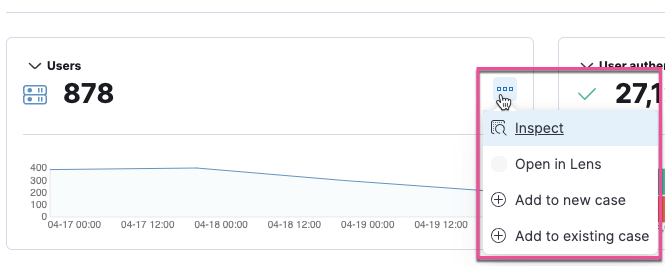 Users
878
400
300
200
100
0
04-17 00:00 04-17 12:00 04-18 00:00 04-18 12:00 04-19 00:00 04-19 12:00
User authe
27,1
Inspect
Open in Lens
Add to new case
Add to existing case